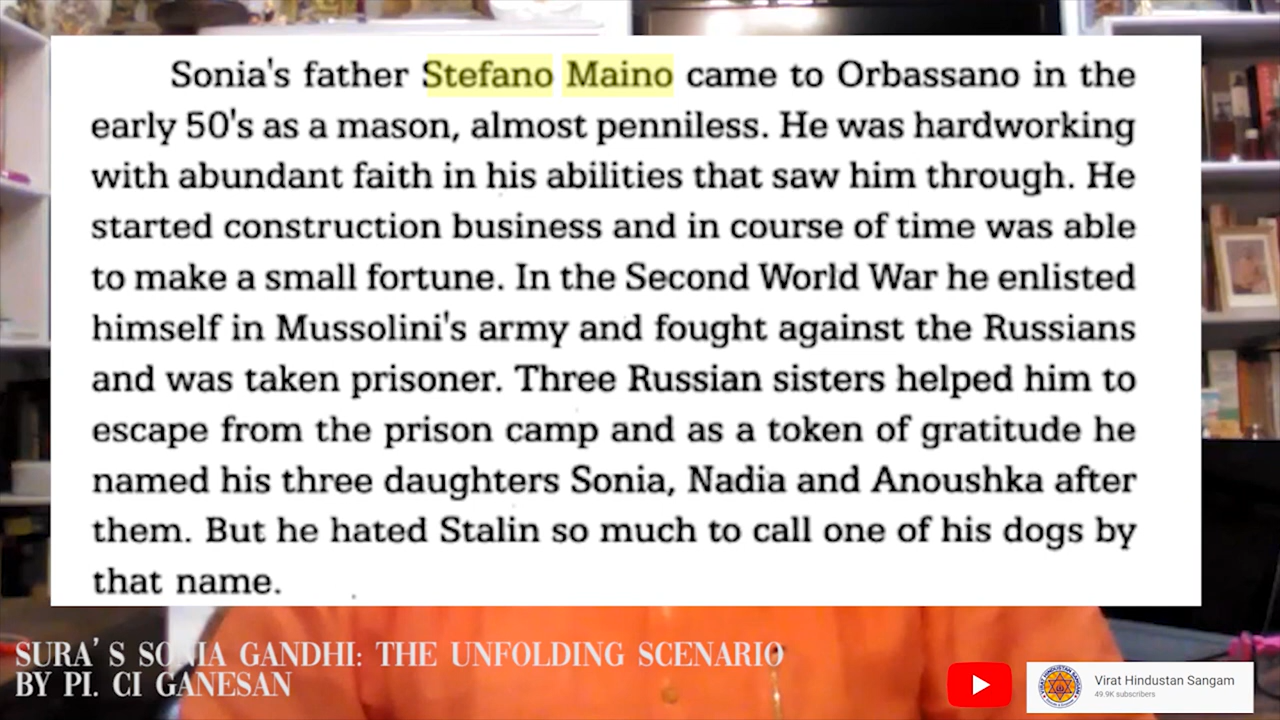 Sonia's father Stefano Maino came to Orbassano in the
early 50's as a mason, almost penniless. He was hardworking
with abundant faith in his abilities that saw him through. He
started construction business and in course of time was able
to make a small fortune. In the Second World War he enlisted
himself in Mussolini's army and fought against the Russians
and was taken prisoner. Three Russian sisters helped him to
escape from the prison camp and as a token of gratitude he
named his three daughters Sonia, Nadia and Anoushka after
them. But he hated Stalin so much to call one of his dogs by
that name.
SURA'S SONIA GANDHI: THE UNFOLDING SCENARIO
BY PI. CI GANESAN
Virat Hindustan Sangam
49.9K subscribers